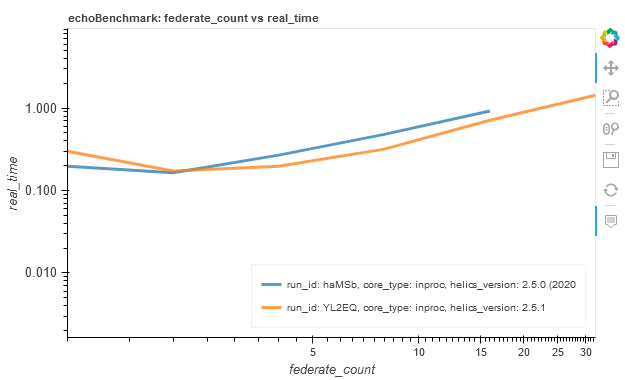 echoBenchmark: federate_count vs real_time
1.000
0.100
0.010
real_time
run_id: haMSb, core_type: inproc, helics_version: 2.5.0 (2020
run_id: YL2EQ, core_type: inproc, helics_version: 2.5.1
5 10 15 20 25 30
federate_count